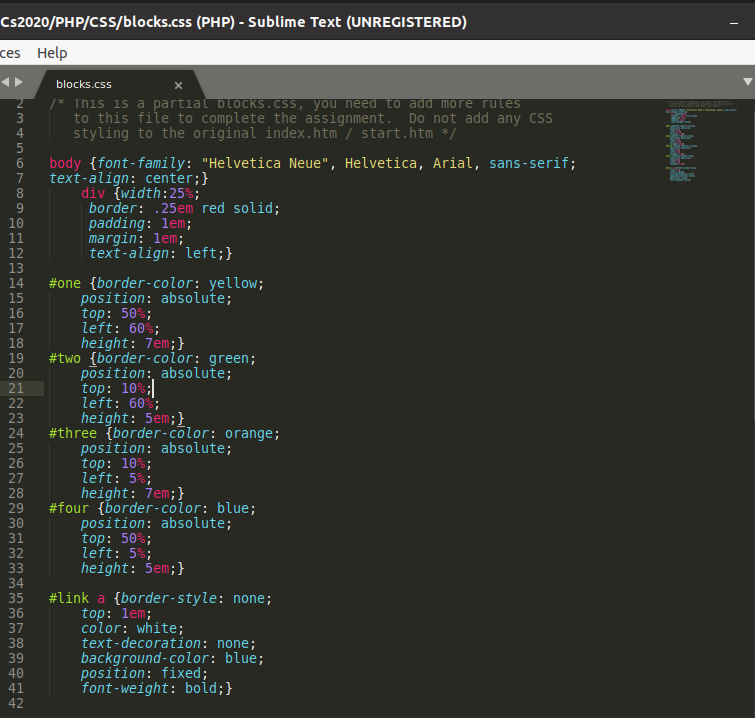 Cs2020/PHP/CSS/blocks.css (PHP) - Sublime Text (UNREGISTERED)
ces Help
blocks.css ×
2 /* This is a partial blocks.css, you need to add more rules
3 to this file to complete the assignment. Do not add any CSS
4 styling to the original index.htm / start.htm */
5
6 body {font-family: "Helvetica Neue", Helvetica, Arial, sans-serif;
7 text-align: center;}
8 div {width:25%;
9 border: .25em red solid;
10 padding: 1em;
11 margin: 1em;
12 text-align: left;}
13
14 #one {border-color: yellow;
15 position: absolute;
16 top: 50%;
17 left: 60%;
18 height: 7em;}
19 #two {border-color: green;
20 position: absolute;
21 top: 10%;
22 left: 60%;
23 height: 5em;}
24 #three {border-color: orange;
25 position: absolute;
26 top: 10%;
27 left: 5%;
28 height: 7em;}
29 #four {border-color: blue;
30 position: absolute;
31 top: 50%;
32 left: 5%;
33 height: 5em;}
34
35 #link a {border-style: none;
36 top: 1em;
37 color: white;
38 text-decoration: none;
39 background-color: blue;
40 position: fixed;
41 font-weight: bold;}
42